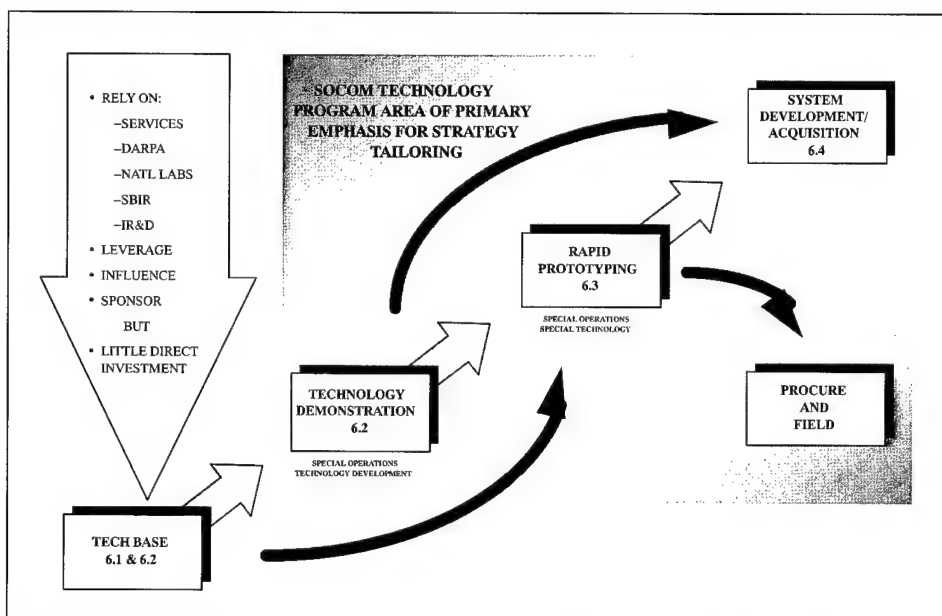 • RELY ON:
–SERVICES
–DARPA
–NATL LABS
–SBIR
–IR&D
• LEVERAGE
• INFLUENCE
• SPONSOR
BUT
• LITTLE DIRECT
INVESTMENT
TECH BASE
6.1 & 6.2
– SOCOM TECHNOLOGY
PROGRAM AREA OF PRIMARY
EMPHASIS FOR STRATEGY
TAILORING
TECHNOLOGY
DEMONSTRATION
6.2
SPECIAL OPERATIONS
TECHNOLOGY DEVELOPMENT
RAPID
PROTOTYPING
6.3
SPECIAL OPERATIONS
SPECIAL TECHNOLOGY
SYSTEM
DEVELOPMENT/
ACQUISITION
6.4
PROCURE
AND
FIELD